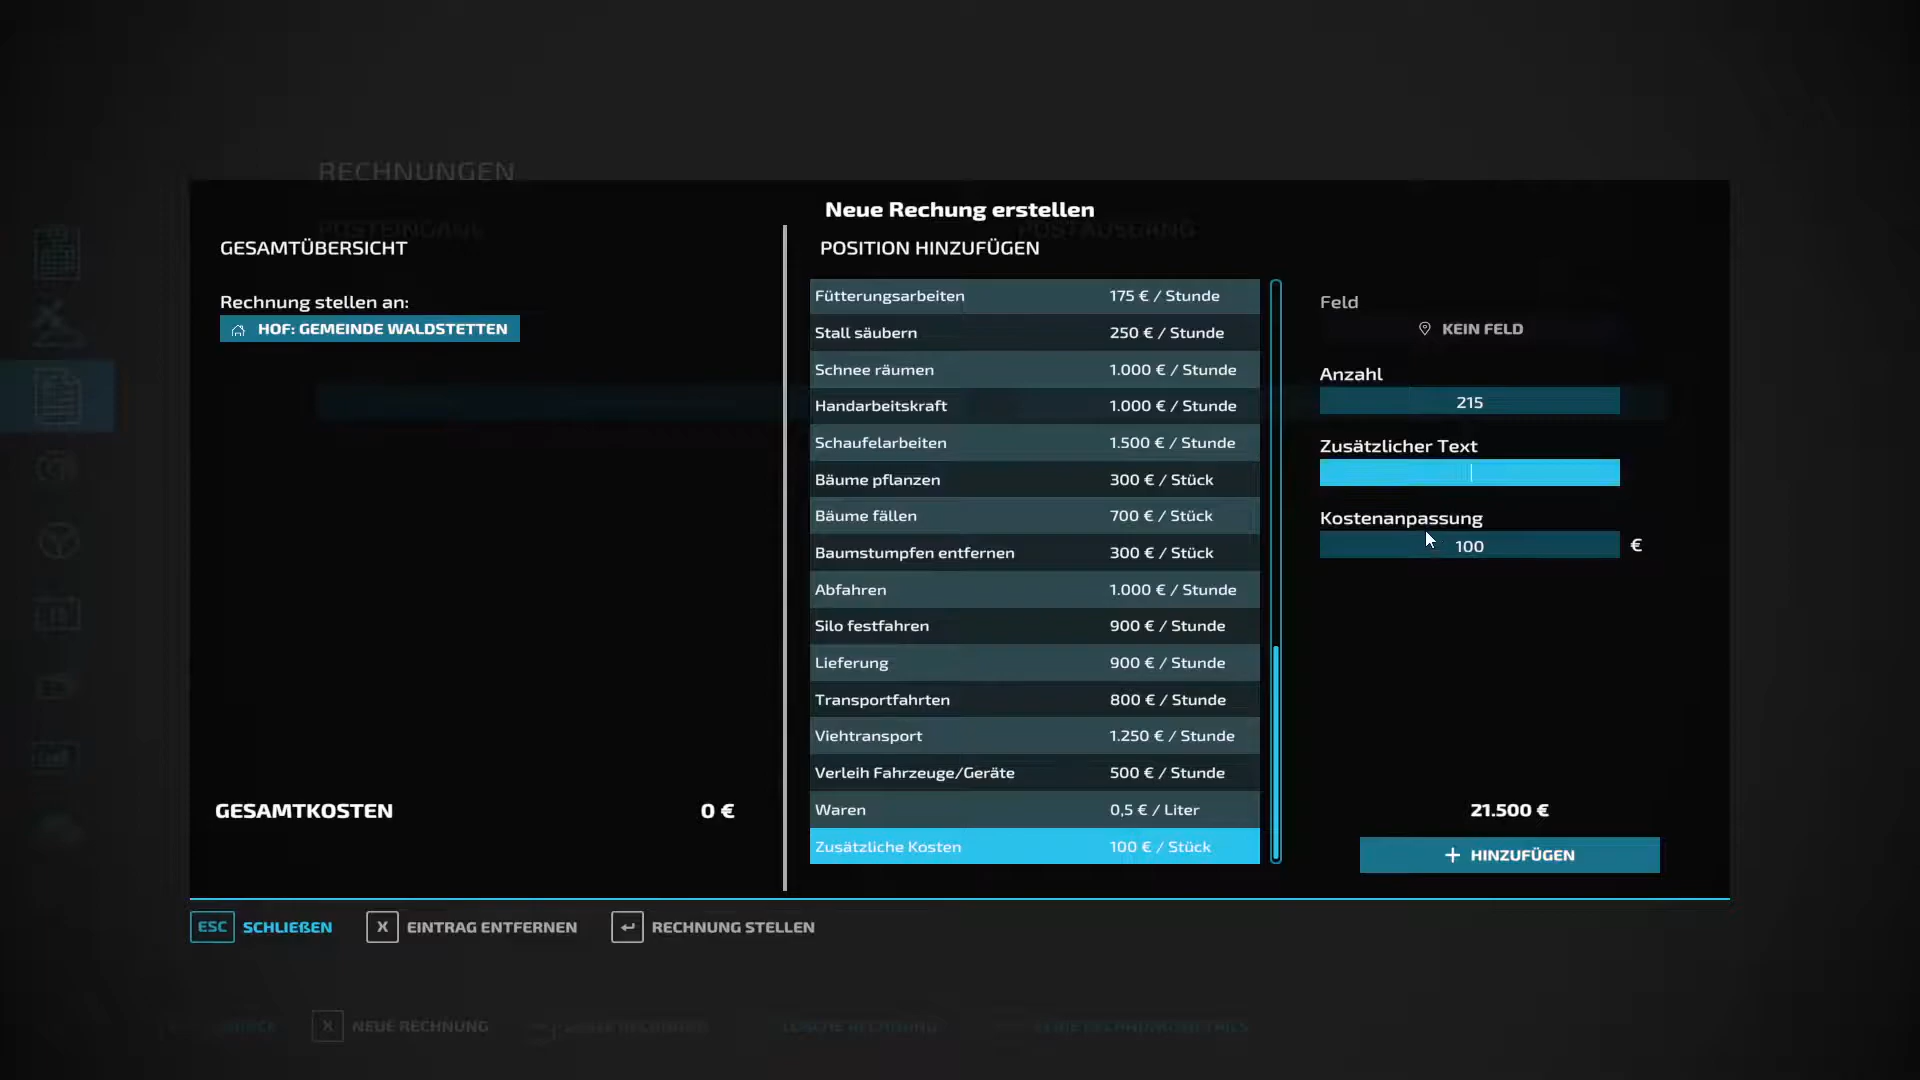 RECHNUNGEN
Neue Rechung erstellen
POSTEINGANG
POSTAUSGANG
GESAMTÜBERSICHT
POSITION HINZUFÜGEN
Rechnung stellen an:
HOF: GEMEINDE WALDSTETTEN
Fütterungsarbeiten 175 € / Stunde
Stall säubern 250 € / Stunde
Schnee räumen 1.000 € / Stunde
Handarbeitskraft 1.000 € / Stunde
Schaufelarbeiten 1.500 € / Stunde
Bäume pflanzen 300 € / Stück
Bäume fällen 700 € / Stück
Baumstumpfen entfernen 300 € / Stück
Abfahren 1.000 € / Stunde
Silo festfahren 900 € / Stunde
Lieferung 900 € / Stunde
Transportfahrten 800 € / Stunde
Viehtransport 1.250 € / Stunde
Verleih Fahrzeuge/Geräte 500 € / Stunde
Waren 0,5 € / Liter
Zusätzliche Kosten 100 € / Stück
Feld
KEIN FELD
Anzahl
215
Zusätzlicher Text
Kostenanpassung
100 €
GESAMTKOSTEN 0 €
21.500 €
+ HINZUFÜGEN
ESC SCHLIEßEN
X EINTRAG ENTFERNEN
RECHNUNG STELLEN
X NEUE RECHNUNG